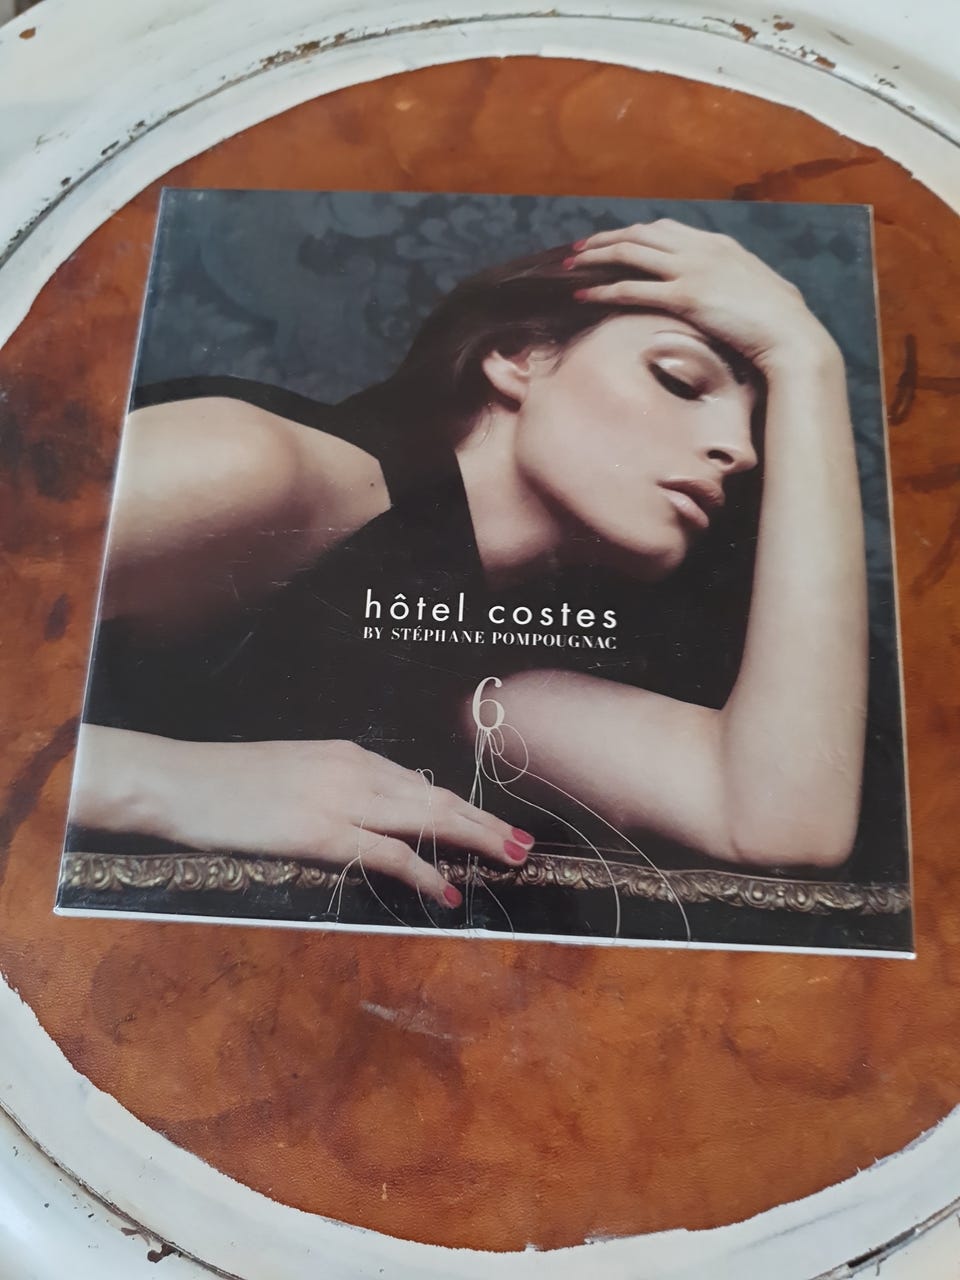 hôtel costes
BY STÉPHANE POMPOUGNAC
6